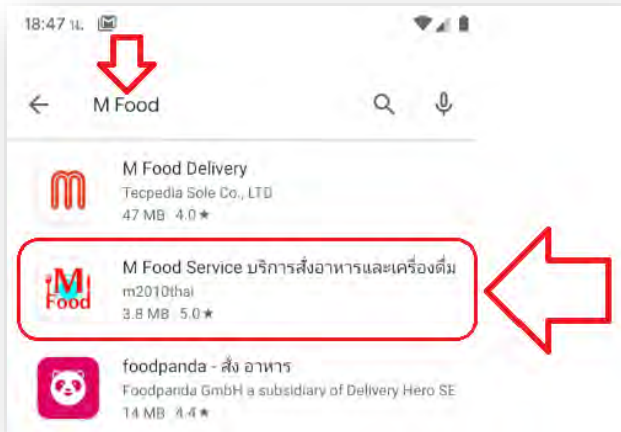 18:47 น.
M Food
M Food Delivery
Tecpedia Sole Co., LTD
47 MB 4.0 ★
M Food
M Food Service บริการสั่งอาหารและเครื่องดื่ม
m2010thai
3.8 MB 5.0 ★
foodpanda - สั่ง อาหาร
Foodpanda GmbH a subsidiary of Delivery Hero SE
14 MB 4.4 ★